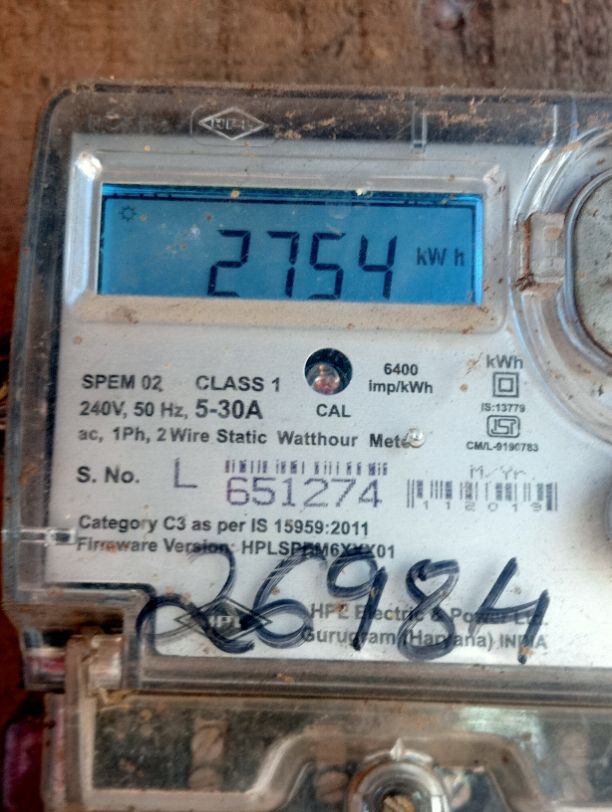 HPL
2754 kWh
SPEM 02 CLASS 1 6400 imp/kWh kWh
240V, 50 Hz, 5-30A CAL IS:13779
ac, 1Ph, 2 Wire Static Watthour Meter CM/L-9190783
S. No. L 651274 M/Yr
112019
Category C3 as per IS 15959:2011
Firmware Version: HPLSPEM6XXX01
26984
HPL HPL Electric & Power Ltd.
Gurugram (Haryana) INDIA